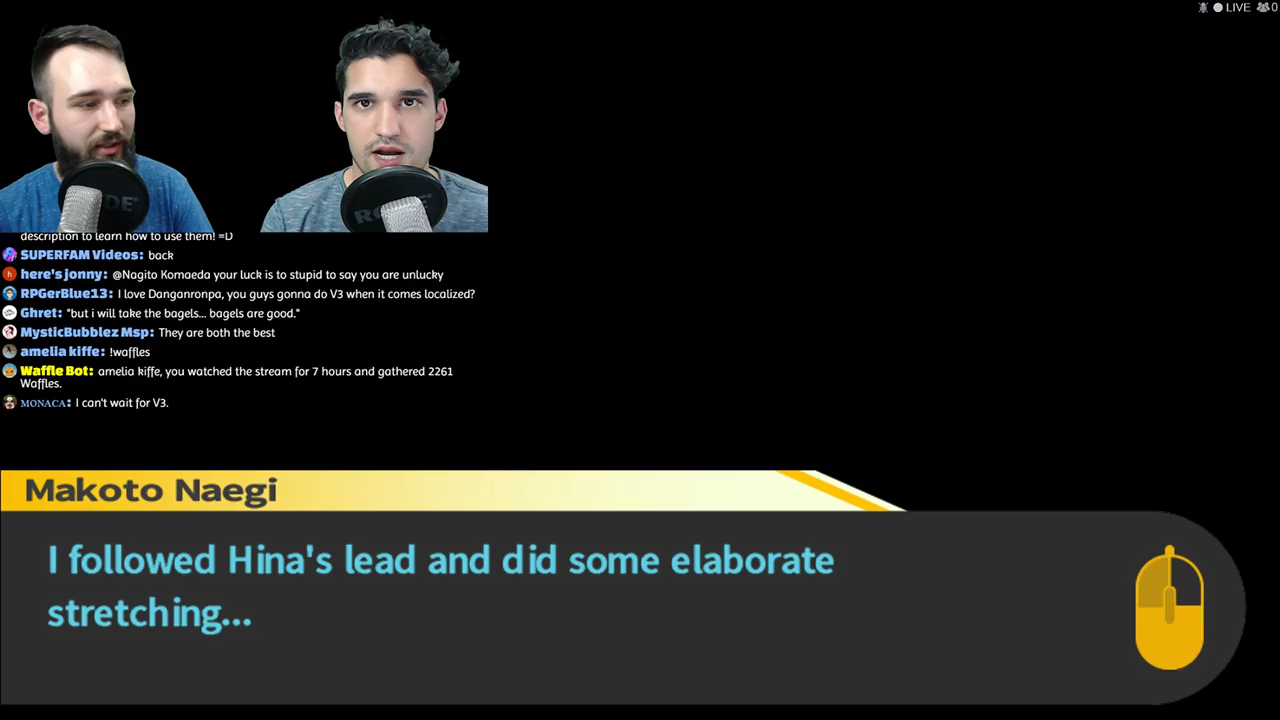 LIVE 0
description to learn how to use them! =D
SUPERFAM Videos: back
here's jonny: @Nagito Komaeda your luck is to stupid to say you are unlucky
RPGerBlue13: I love Danganronpa, you guys gonna do V3 when it comes localized?
Ghret: "but i will take the bagels... bagels are good."
MysticBubblez Msp: They are both the best
amelia kiffe: !waffles
Waffle Bot: amelia kiffe, you watched the stream for 7 hours and gathered 2261
Waffles.
MONACA: I can't wait for V3.
Makoto Naegi
I followed Hina's lead and did some elaborate
stretching...